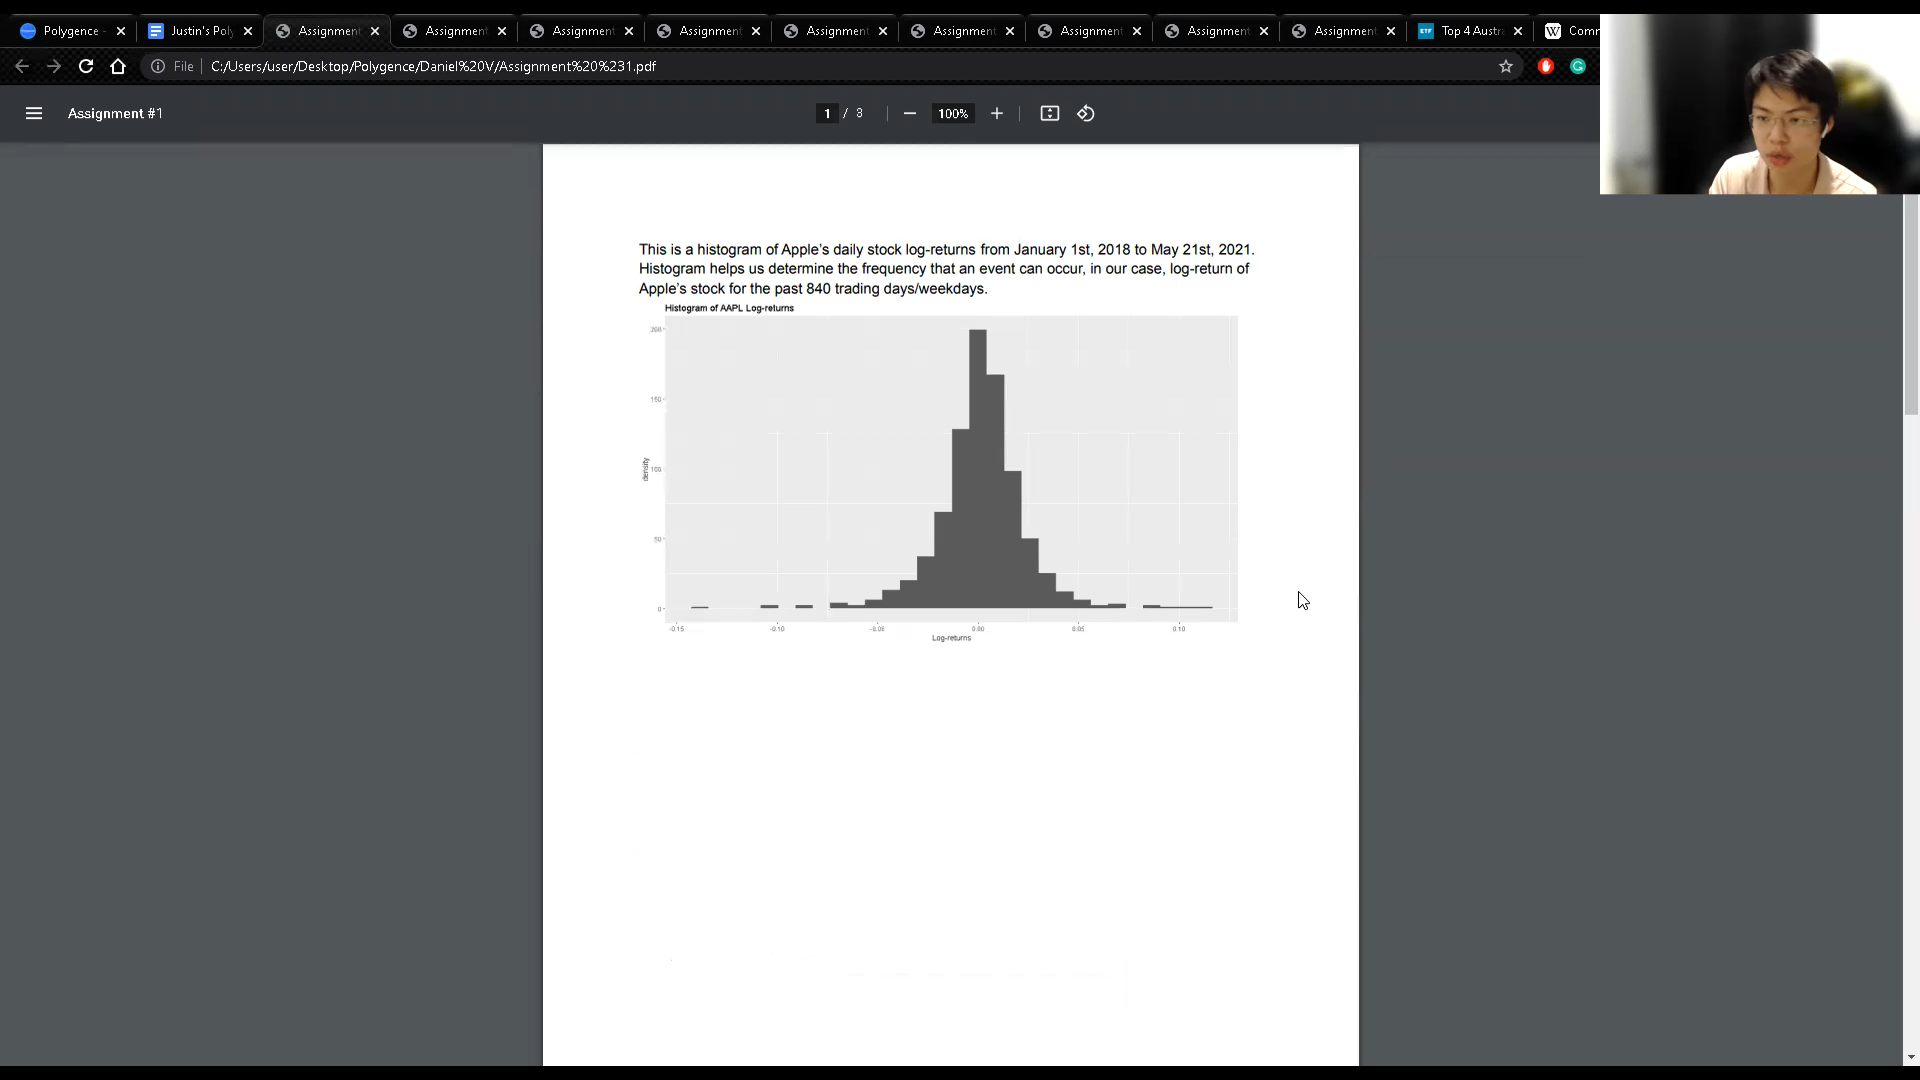 Polygence -
Justin's Poly
Assignment
Assignment
Assignment
Assignment
Assignment
Assignment
Assignment
Assignment
Assignment
ETF
Top 4 Austr
W
Comm
File
C:/Users/user/Desktop/Polygence/Daniel%20V/Assignment%20%231.pdf
Assignment #1
1 / 3
100%
This is a histogram of Apple's daily stock log-returns from January 1st, 2018 to May 21st, 2021.
Histogram helps us determine the frequency that an event can occur, in our case, log-return of
Apple's stock for the past 840 trading days/weekdays.
Histogram of AAPL Log-returns
200
150
density
100
50
0
-0.15 -0.10 -0.05 0.00 0.05 0.10
Log-returns